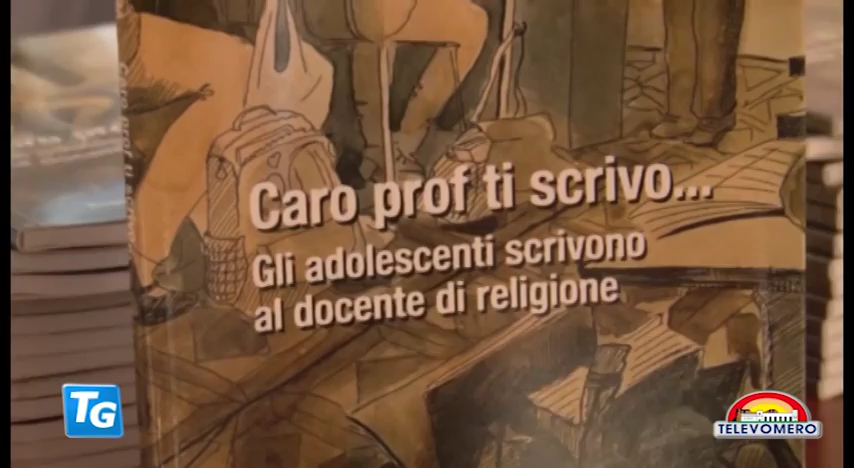 Caro prof ti scrivo...
Gli adolescenti scrivono
al docente di religione
TG
TELEVOMERO